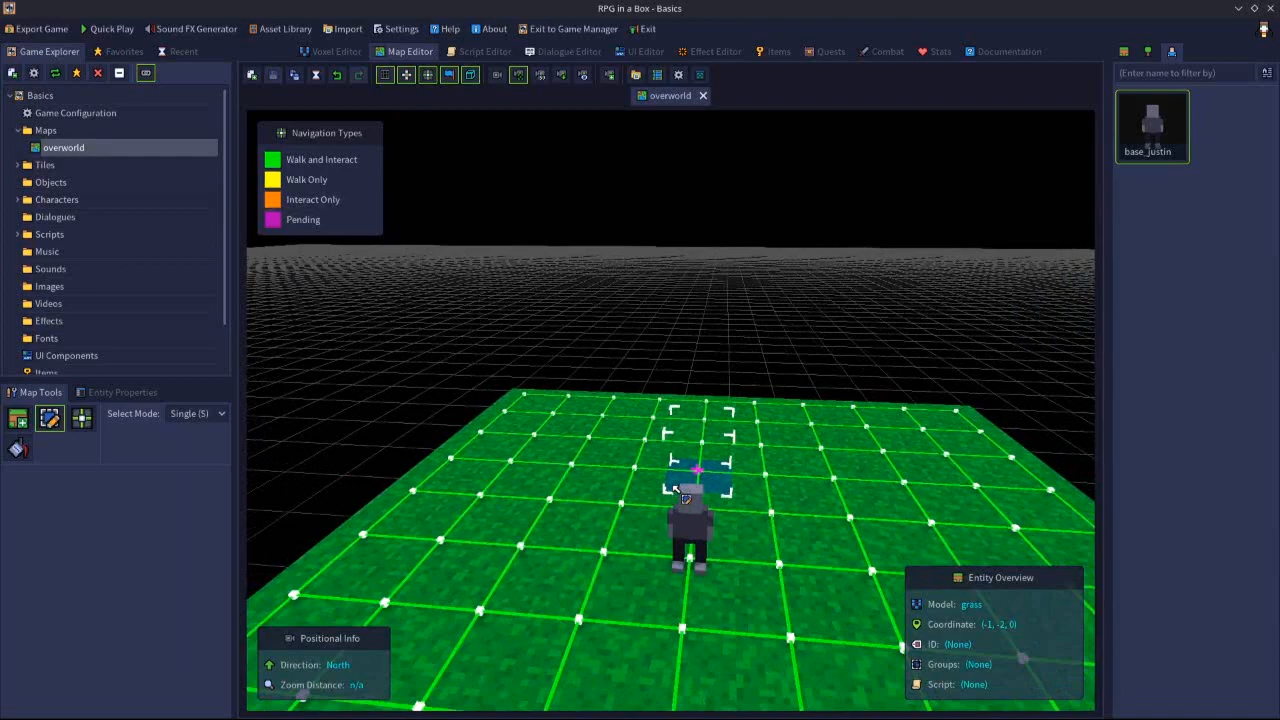 RPG in a Box - Basics
Export Game Quick Play Sound FX Generator Asset Library Import Settings Help About Exit to Game Manager Exit
Game Explorer Favorites Recent Voxel Editor Map Editor Script Editor Dialogue Editor UI Editor Effect Editor Items Quests Combat Stats Documentation
(Enter name to filter by)
overworld
Basics
Game Configuration
Maps
overworld
Tiles
Objects
Characters
Dialogues
Scripts
Music
Sounds
Images
Videos
Effects
Fonts
UI Components
Items
Map Tools Entity Properties
Select Mode: Single (S)
Navigation Types
Walk and Interact
Walk Only
Interact Only
Pending
Positional Info
Direction: North
Zoom Distance: n/a
Entity Overview
Model: grass
Coordinate: (-1, -2, 0)
ID: (None)
Groups: (None)
Script: (None)
base_justin